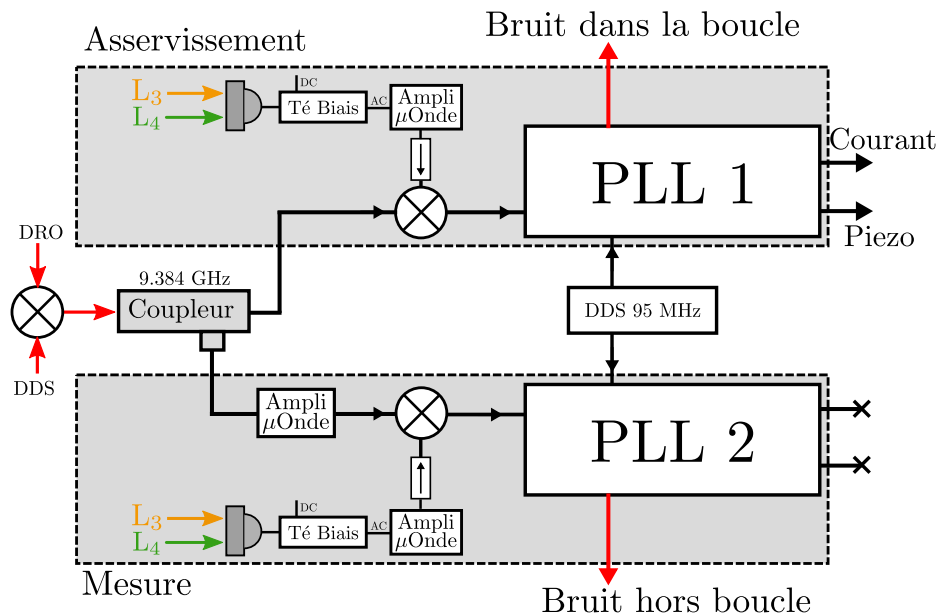 Bruit dans la boucle
Asservissement
L3
L4
DC
Té Biais
AC
Ampli
µOnde
PLL 1
Courant
Piezo
DRO
9.384 GHz
Coupleur
DDS 95 MHz
DDS
Ampli
µOnde
PLL 2
L3
L4
DC
Té Biais
AC
Ampli
µOnde
Mesure
Bruit hors boucle